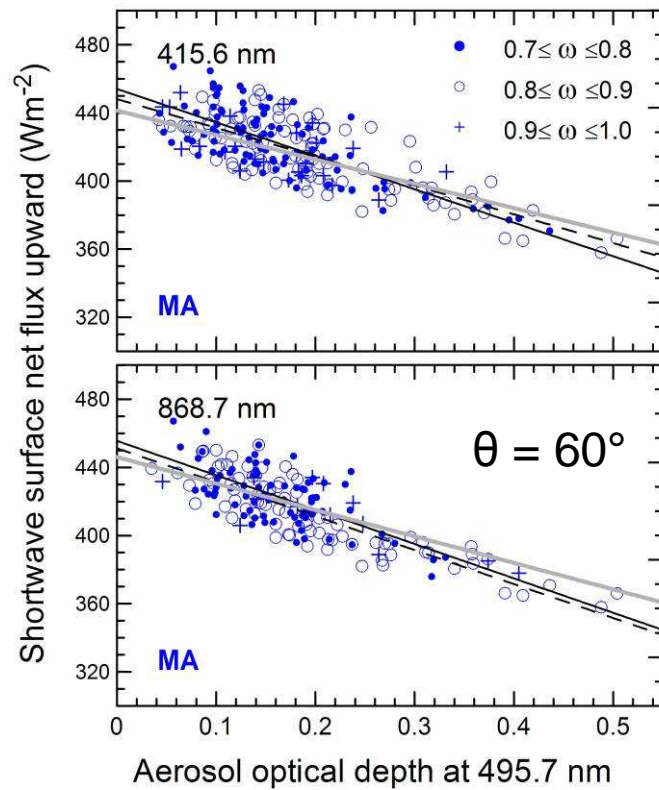 Shortwave surface net flux upward (Wm⁻²)
480
440
400
360
320
415.6 nm
0.7≤ ω ≤0.8
0.8≤ ω ≤0.9
0.9≤ ω ≤1.0
MA
480
440
400
360
320
868.7 nm
θ = 60°
MA
0 0.1 0.2 0.3 0.4 0.5
Aerosol optical depth at 495.7 nm